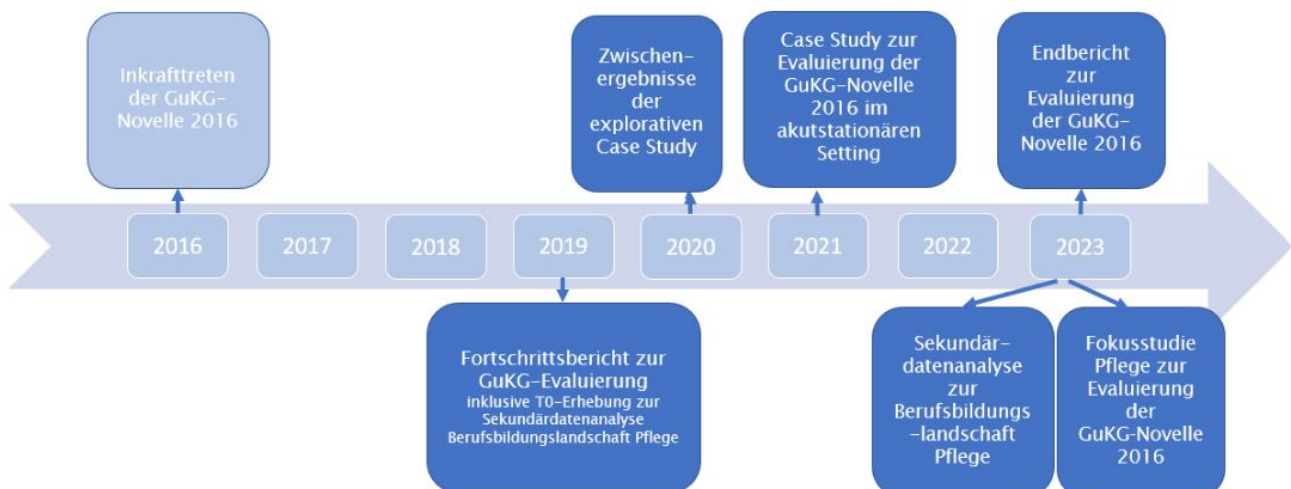 Inkrafttreten
der GuKG-
Novelle 2016
Zwischen-
ergebnisse
der
explorativen
Case Study
Case Study zur
Evaluierung der
GuKG-Novelle
2016 im
akutstationären
Setting
Endbericht
zur
Evaluierung
der GuKG-
Novelle 2016
2016
2017
2018
2019
2020
2021
2022
2023
Fortschrittsbericht zur
GuKG-Evaluierung
inklusive T0-Erhebung zur
Sekundärdatenanalyse
Berufsbildungslandschaft Pflege
Sekundär-
datenanalyse
zur
Berufsbildungs
-landschaft
Pflege
Fokusstudie
Pflege zur
Evaluierung
der
GuKG-Novelle
2016